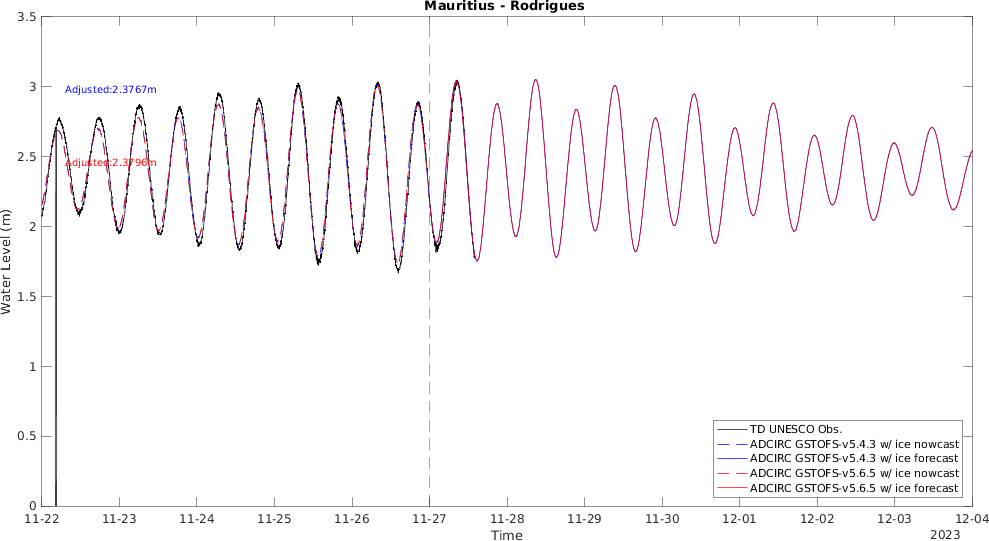 Mauritius - Rodrigues
3.5
3
2.5
2
1.5
1
0.5
0
Water Level (m)
Adjusted:2.3767m
Adjusted:2.3796m
TD UNESCO Obs.
ADCIRC GSTOFS-v5.4.3 w/ ice nowcast
ADCIRC GSTOFS-v5.4.3 w/ ice forecast
ADCIRC GSTOFS-v5.6.5 w/ ice nowcast
ADCIRC GSTOFS-v5.6.5 w/ ice forecast
11-22 11-23 11-24 11-25 11-26 11-27 11-28 11-29 11-30 12-01 12-02 12-03 12-04
Time
2023